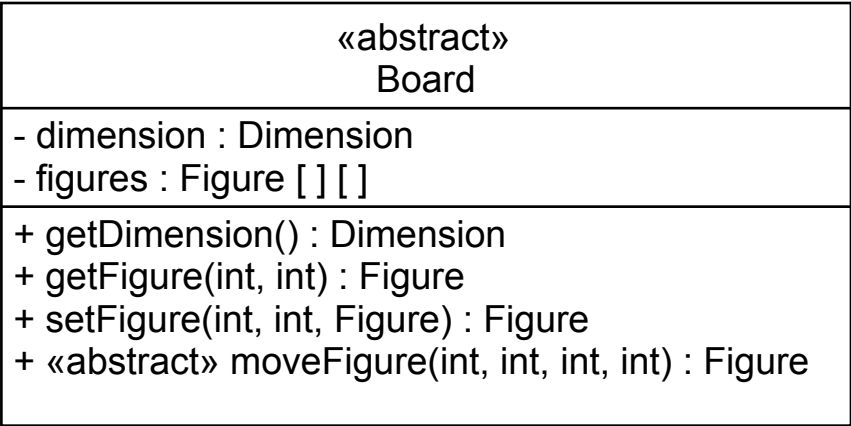 «abstract»
Board
- dimension : Dimension
- figures : Figure [ ] [ ]
+ getDimension() : Dimension
+ getFigure(int, int) : Figure
+ setFigure(int, int, Figure) : Figure
+ «abstract» moveFigure(int, int, int, int) : Figure